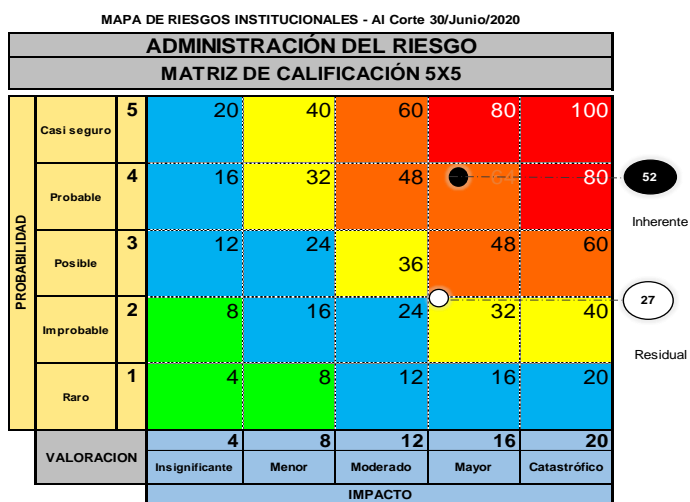 MAPA DE RIESGOS INSTITUCIONALES - Al Corte 30/Junio/2020
ADMINISTRACIÓN DEL RIESGO
MATRIZ DE CALIFICACIÓN 5X5
PROBABILIDAD
Casi seguro 5 20 40 60 80 100
Probable 4 16 32 48 64 80
52
Inherente
Posible 3 12 24 36 48 60
Improbable 2 8 16 24 32 40
27
Residual
Raro 1 4 8 12 16 20
VALORACION 4 8 12 16 20
Insignificante Menor Moderado Mayor Catastrófico
IMPACTO